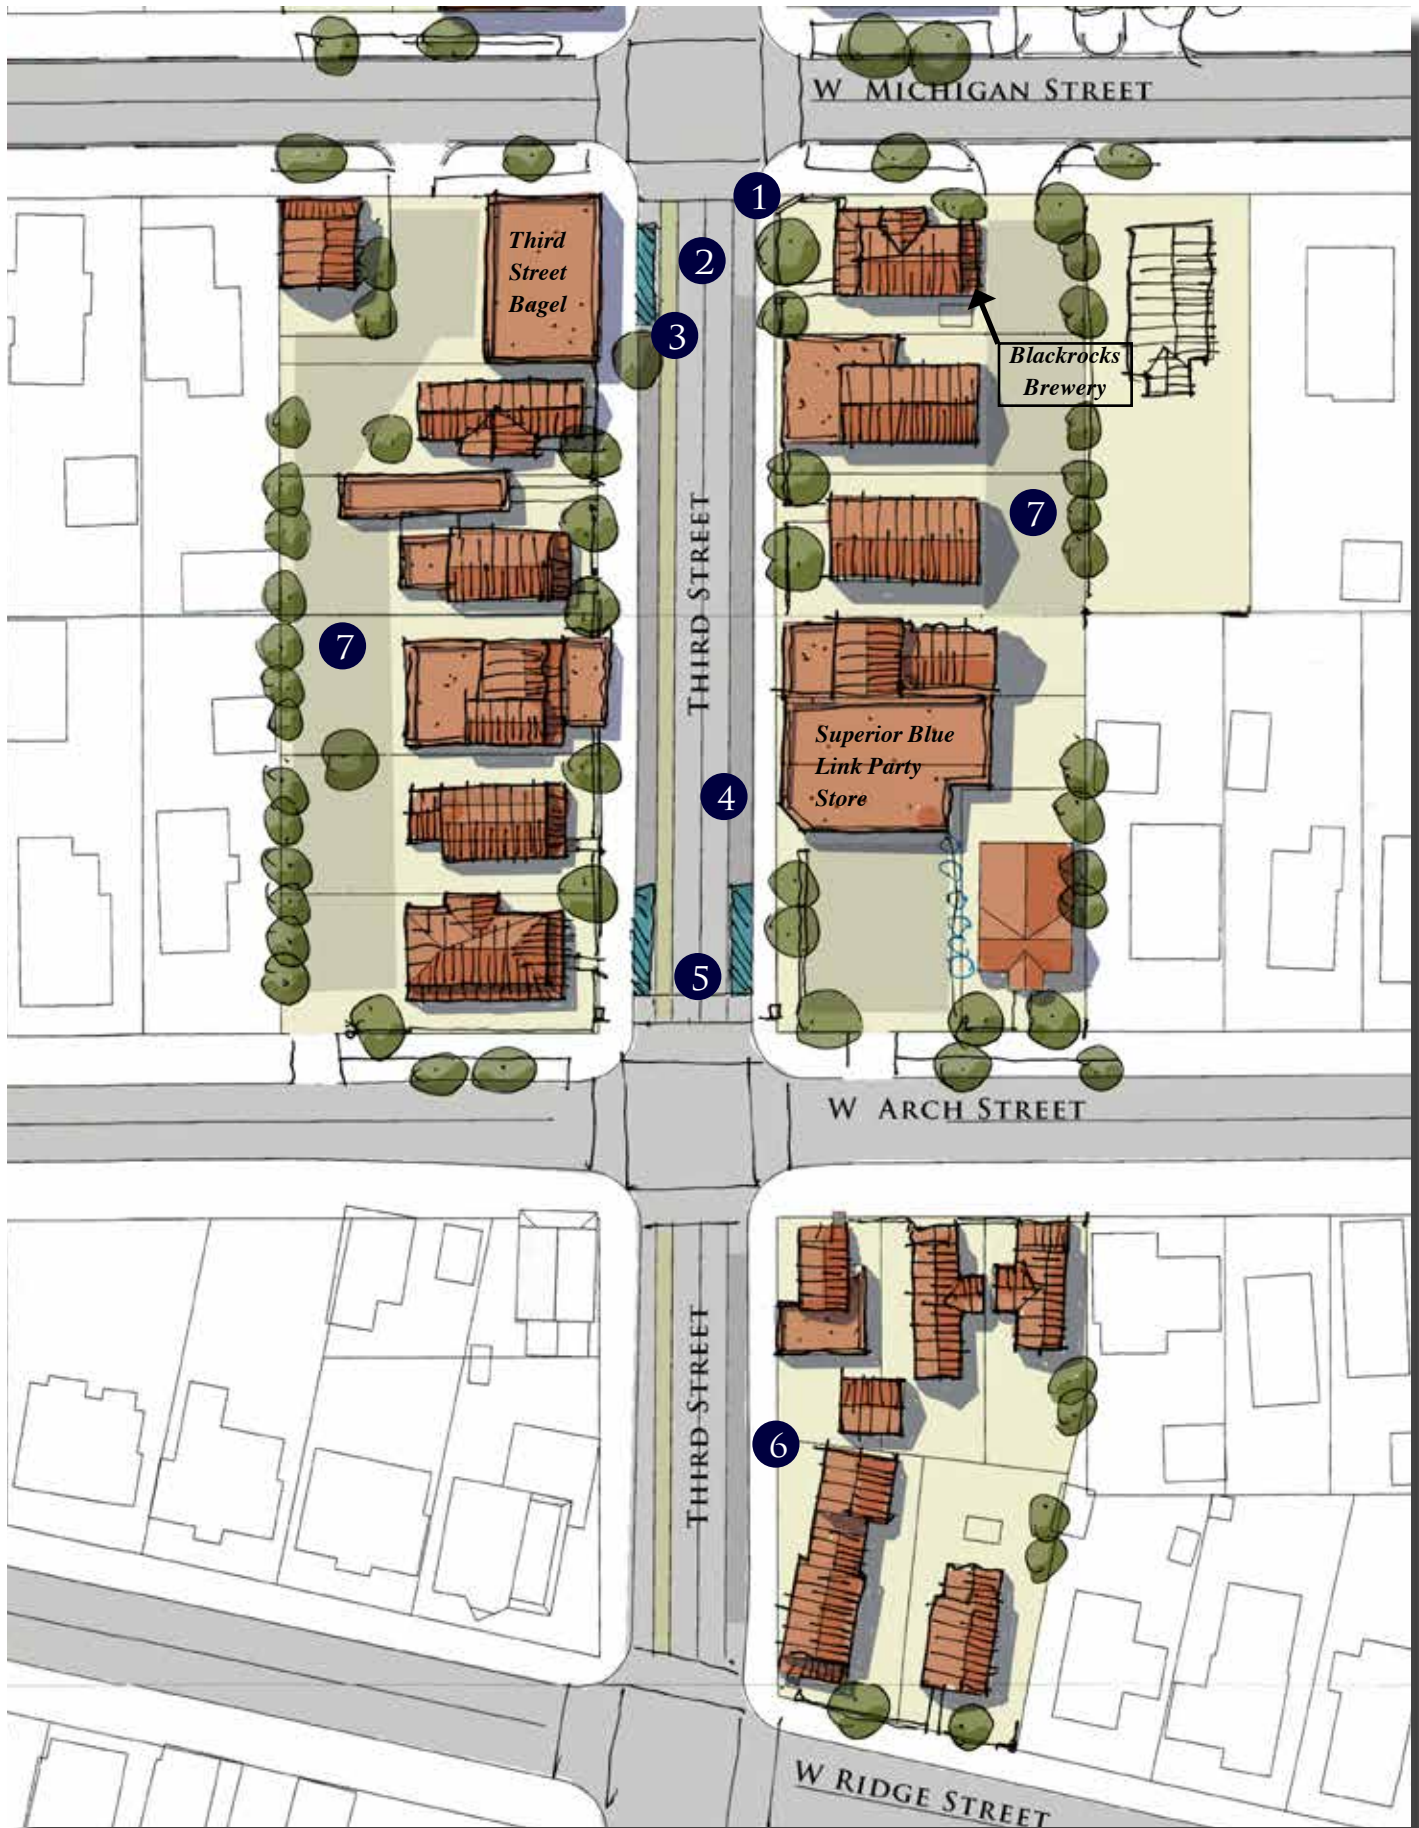 W MICHIGAN STREET
1
Third
Street
Bagel
2
3
Blackrocks
Brewery
THIRD STREET
7
7
Superior Blue
Link Party
Store
4
5
W ARCH STREET
THIRD STREET
6
W RIDGE STREET